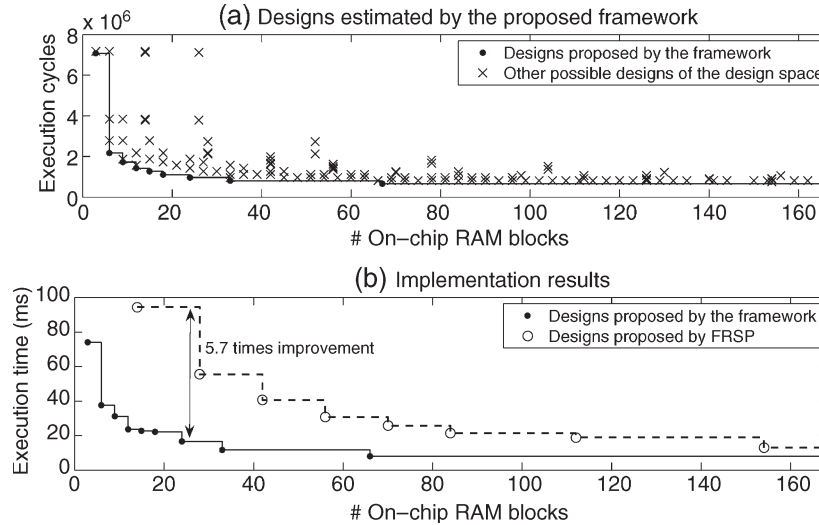 (a) Designs estimated by the proposed framework
8 x 10^6
Execution cycles
6
4
2
0
Designs proposed by the framework
Other possible designs of the design space
0 20 40 60 80 100 120 140 160
# On-chip RAM blocks
(b) Implementation results
Execution time (ms)
100
80
60
40
20
0
5.7 times improvement
Designs proposed by the framework
Designs proposed by FRSP
0 20 40 60 80 100 120 140 160
# On-chip RAM blocks